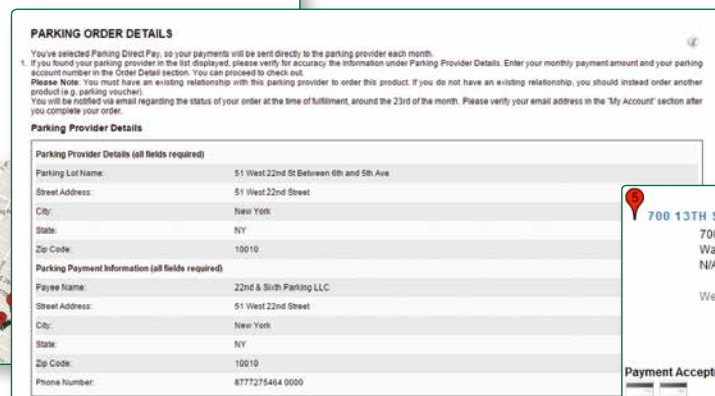 PARKING ORDER DETAILS
You've selected Parking Direct Pay, so your payments will be sent directly to the parking provider each month.
1. If you found your parking provider in the list displayed, please verify for accuracy the information under Parking Provider Details. Enter your monthly payment amount and your parking
account number in the Order Detail section. You can proceed to check out.
Please Note: You must have an existing relationship with this parking provider to order this product. If you do not have an existing relationship, you should instead order another
product (e.g. parking voucher).
You will be notified via email regarding the status of your order at the time of fulfillment, around the 23rd of the month. Please verify your email address in the "My Account" section after
you complete your order.
Parking Provider Details
Parking Provider Details (all fields required)
Parking Lot Name: 51 West 22nd St Between 6th and 5th Ave
Street Address: 51 West 22nd Street
City: New York
State: NY
Zip Code: 10010
Parking Payment Information (all fields required)
Payee Name: 22nd & Sixth Parking LLC
Street Address: 51 West 22nd Street
City: New York
State: NY
Zip Code: 10010
Phone Number: 8777275464 0000
5
700 13TH S
700
Wa
N/A
We
Payment Accept